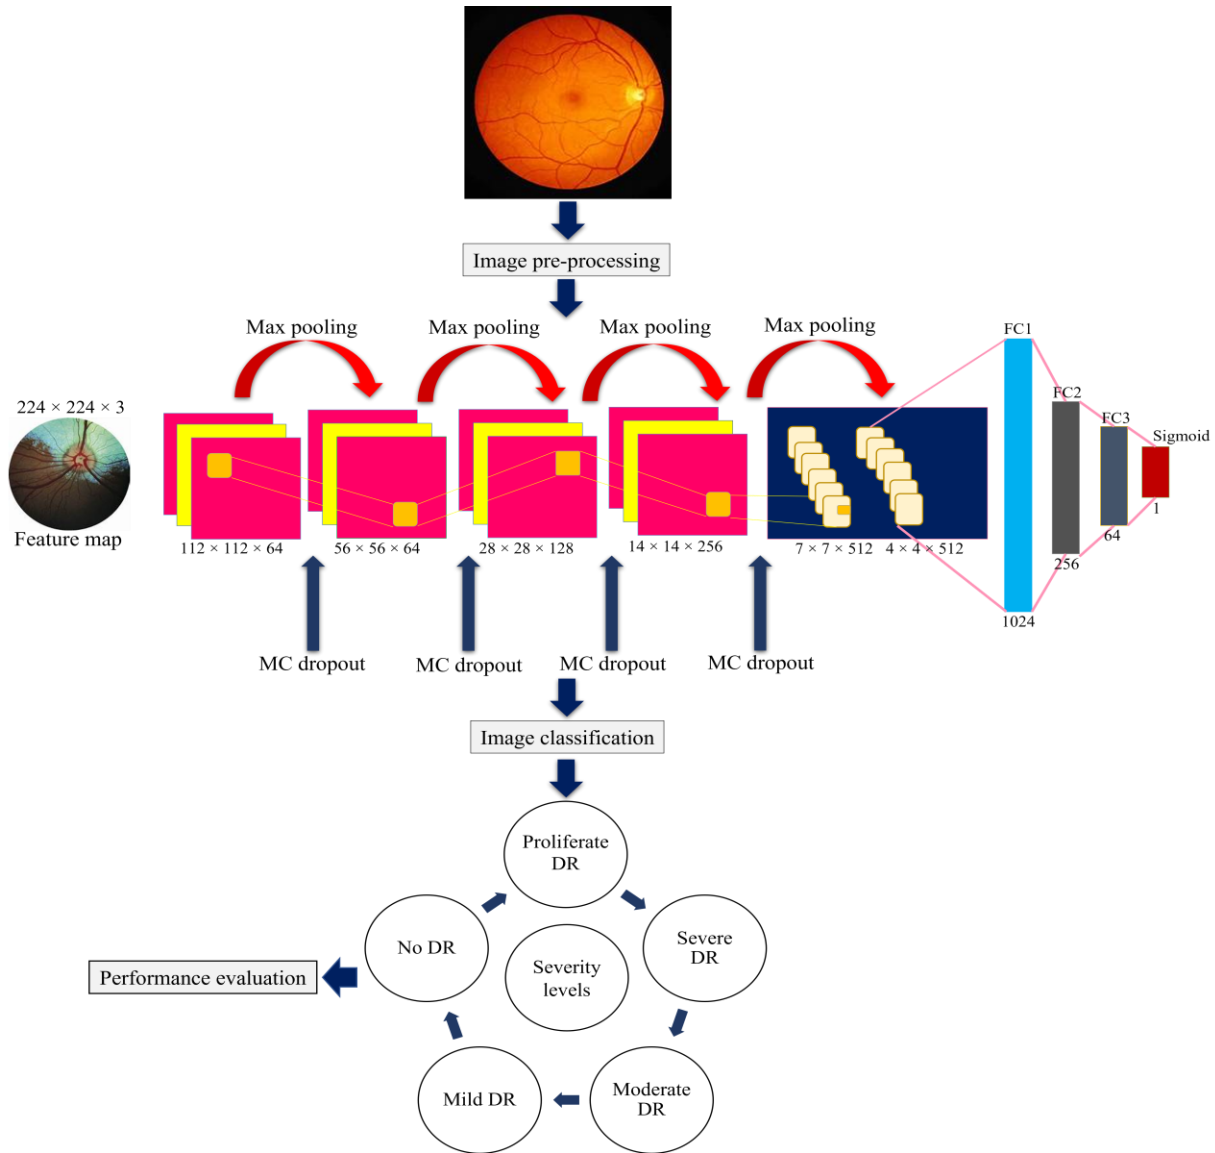 Image pre-processing
Max pooling
Max pooling
Max pooling
Max pooling
FC1
224 × 224 × 3
FC2
FC3
Sigmoid
Feature map
112 × 112 × 64
56 × 56 × 64
28 × 28 × 128
14 × 14 × 256
7 × 7 × 512
4 × 4 × 512
1
64
256
1024
MC dropout
MC dropout
MC dropout
MC dropout
Image classification
Proliferate
DR
No DR
Severe
DR
Severity
levels
Performance evaluation
Mild DR
Moderate
DR